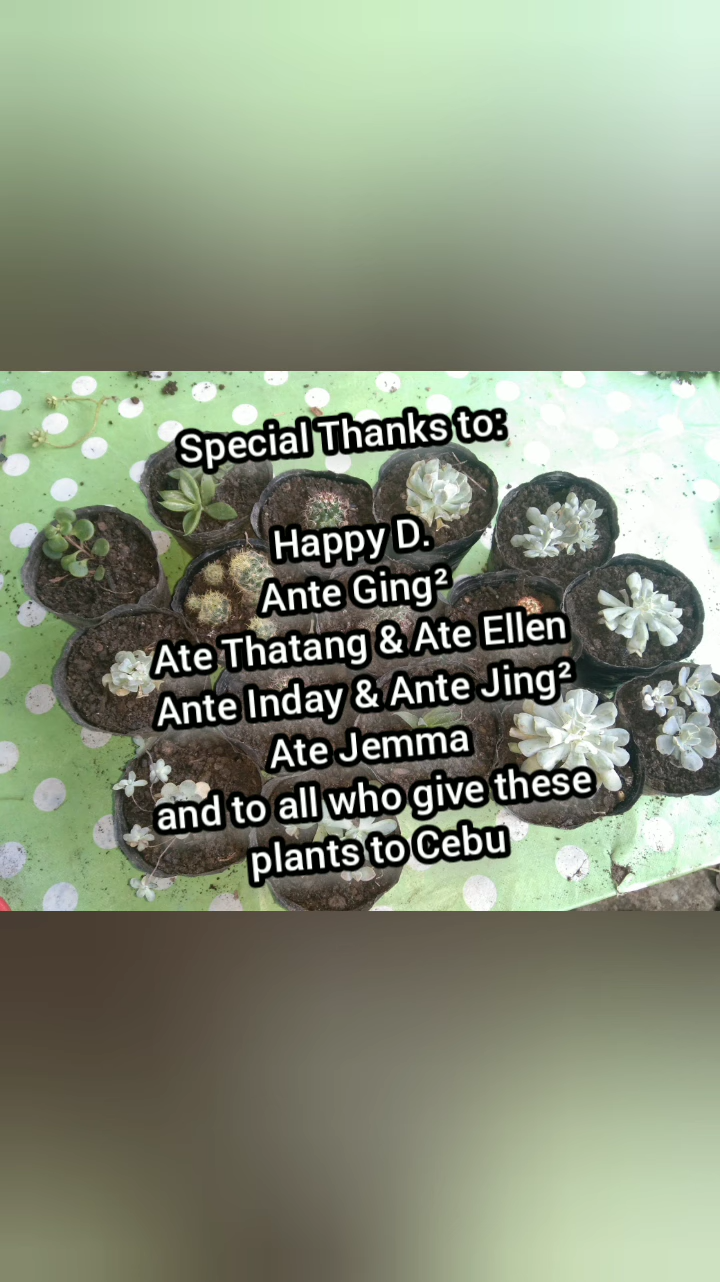 Special Thanks to:
Happy D.
Ante Ging²
Ate Thatang & Ate Ellen
Ante Inday & Ante Jing²
Ate Jemma
and to all who give these
plants to Cebu